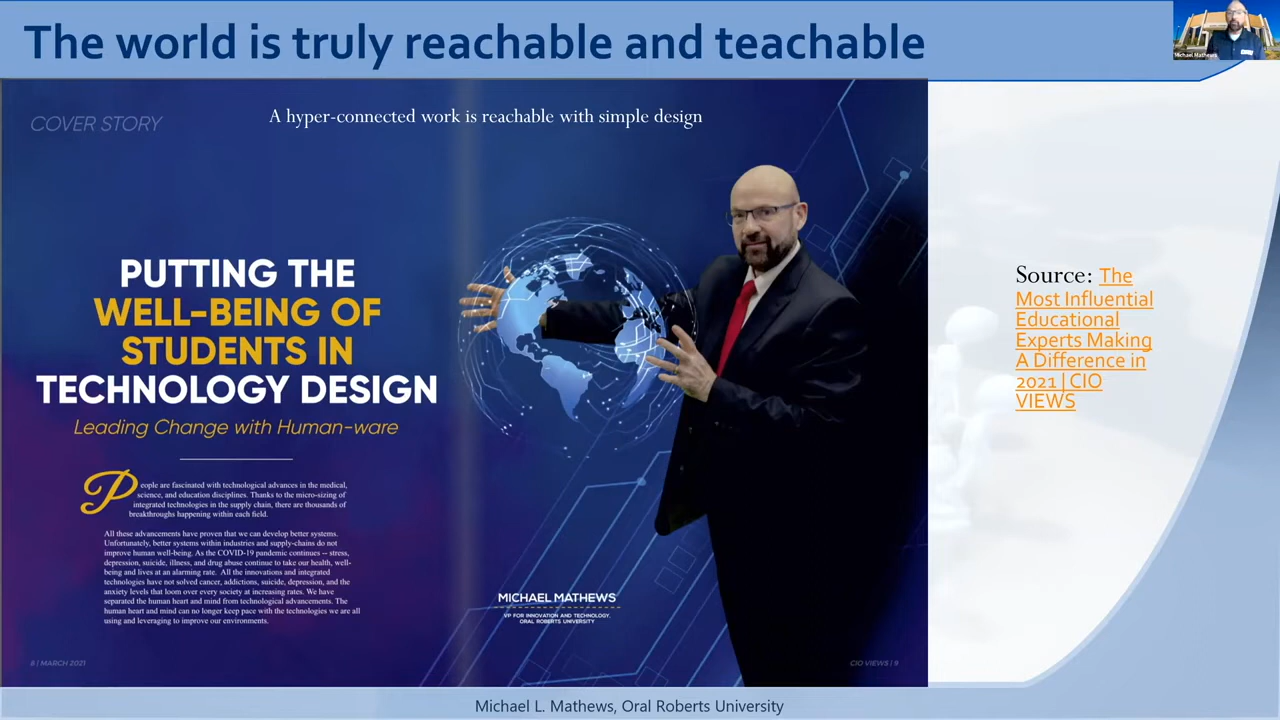 The world is truly reachable and teachable
Michael Mathews
COVER STORY
A hyper-connected work is reachable with simple design
PUTTING THE
WELL-BEING OF
STUDENTS IN
TECHNOLOGY DESIGN
Leading Change with Human-ware
People are fascinated with technological advances in the medical,
science, and education disciplines. Thanks to the micro-sizing of
integrated technologies in the supply chain, there are thousands of
breakthroughs happening within each field.
All these advancements have proven that we can develop better systems.
Unfortunately, better systems within industries and supply-chains do not
improve human well-being. As the COVID-19 pandemic continues -- stress,
depression, suicide, illness, and drug abuse continue to take our health, well-
being and lives at an alarming rate. All the innovations and integrated
technologies have not solved cancer, addictions, suicide, depression, and the
anxiety levels that loom over every society at increasing rates. We have
separated the human heart and mind from technological advancements. The
human heart and mind can no longer keep pace with the technologies we are all
using and leveraging to improve our environments.
MICHAEL MATHEWS
VP FOR INNOVATION AND TECHNOLOGY,
ORAL ROBERTS UNIVERSITY
8 | MARCH 2021
CIO VIEWS | 9
Source: The
Most Influential
Educational
Experts Making
A Difference in
2021 | CIO
VIEWS
Michael L. Mathews, Oral Roberts University